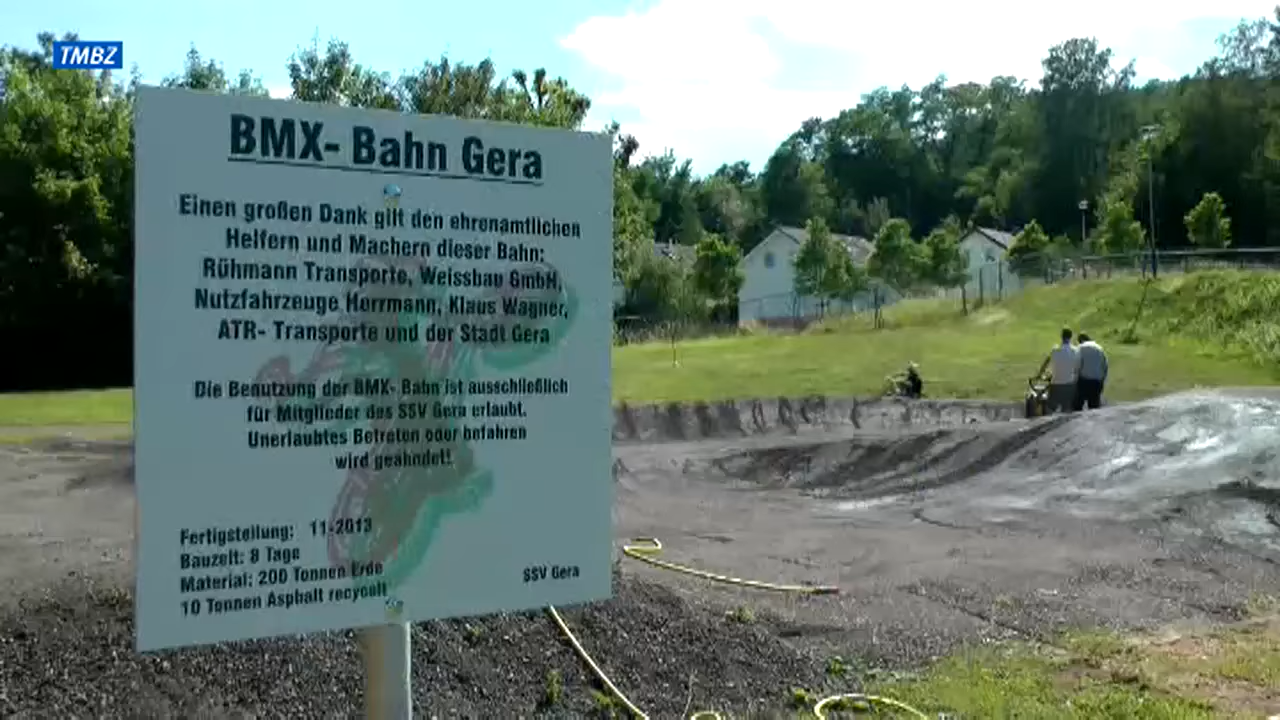 TMBZ
BMX- Bahn Gera
Einen großen Dank gilt den ehrenamtlichen
Helfern und Machern dieser Bahn:
Rühmann Transporte, Weissbau GmbH,
Nutzfahrzeuge Herrmann, Klaus Wagner,
ATR- Transporte und der Stadt Gera
Die Benutzung der BMX- Bahn ist ausschließlich
für Mitglieder des SSV Gera erlaubt.
Unerlaubtes Betreten oder befahren
wird geahndet!
Fertigstellung: 11-2013
Bauzeit: 8 Tage
Material: 200 Tonnen Erde
10 Tonnen Asphalt recycelt
SSV Gera